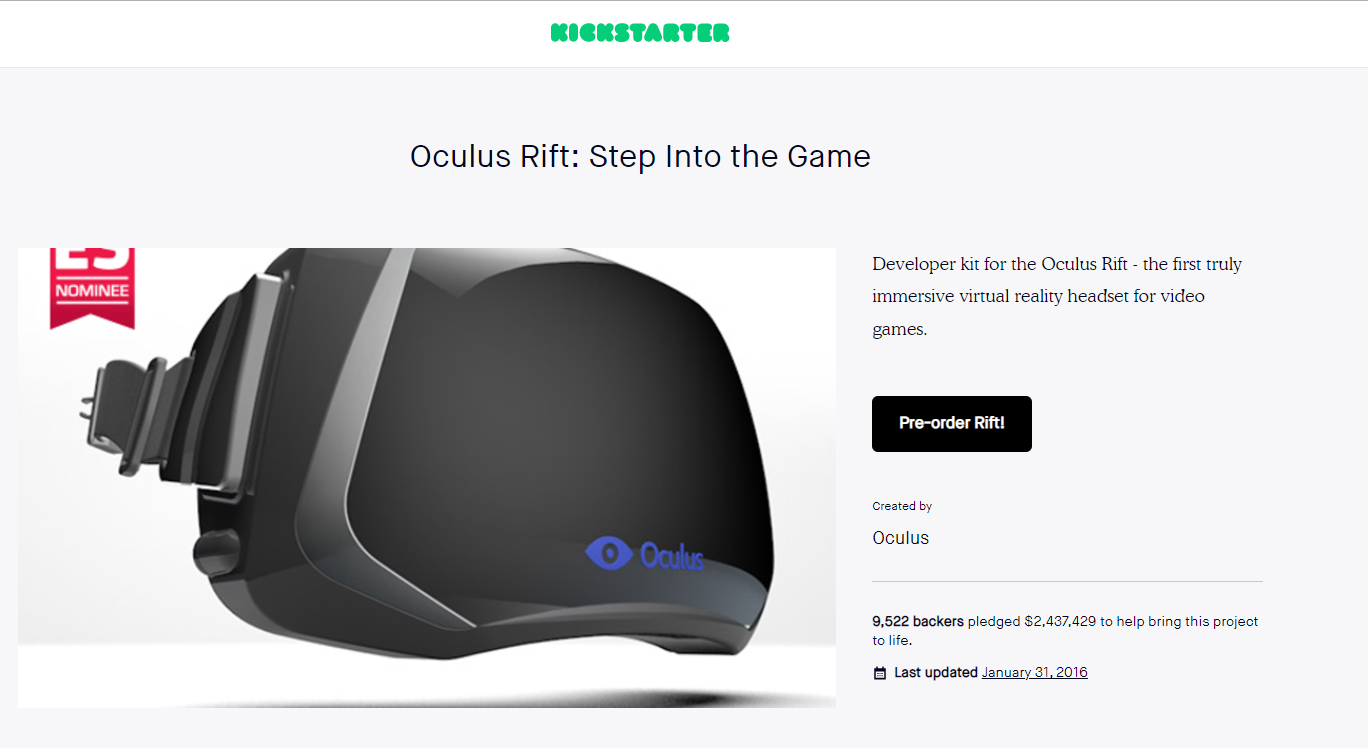 KICKSTARTER
Oculus Rift: Step Into the Game
E3
NOMINEE
Oculus
Developer kit for the Oculus Rift - the first truly
immersive virtual reality headset for video
games.
Pre-order Rift!
Created by
Oculus
9,522 backers pledged $2,437,429 to help bring this project
to life.
Last updated January 31, 2016